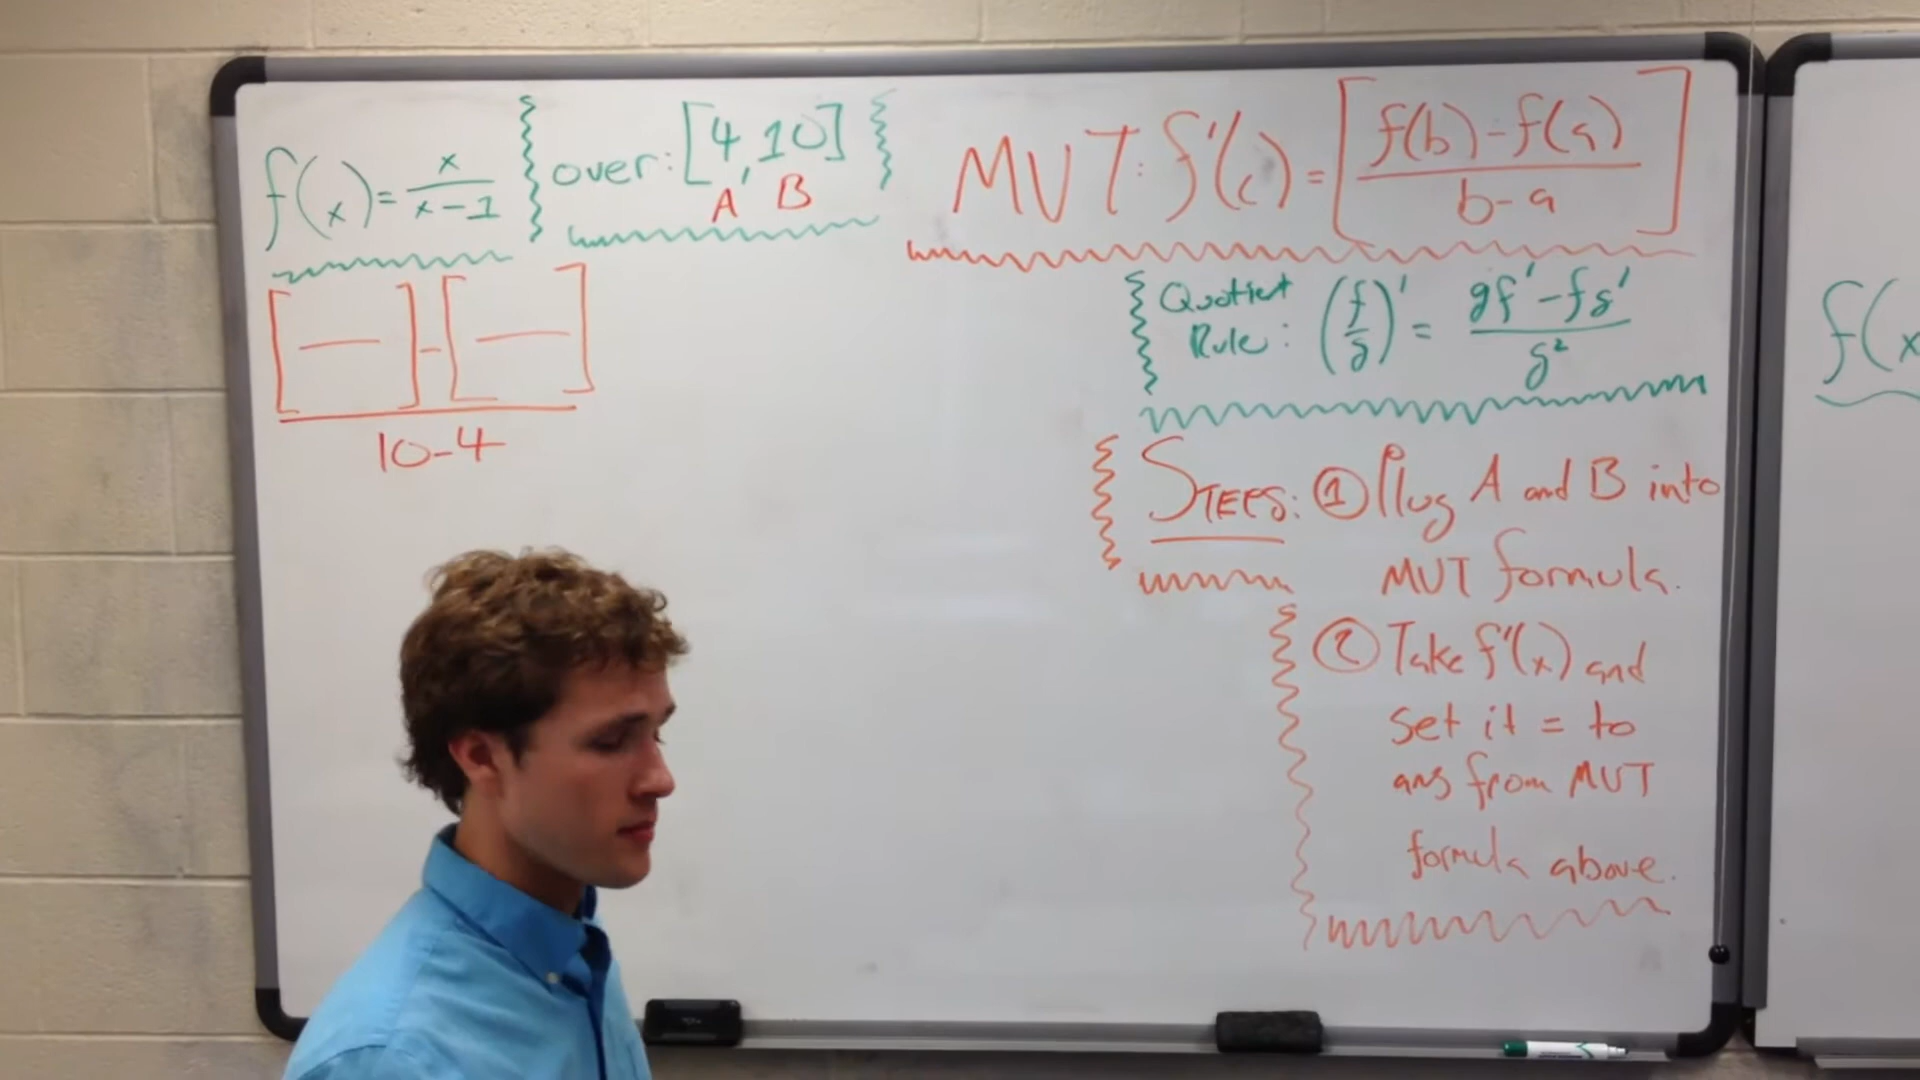 f(x) = x/(x-1)
over: [4, 10]
A B
MVT: f'(c) = [(f(b) - f(a))/(b-a)]
[—] - [—]
10-4
Quotient
Rule: (f/g)' = (gf' - fg')/g²
STEPS: ① Plug A and B into
MVT formula.
② Take f'(x) and
set it = to
ans from MVT
formula above.
f(x